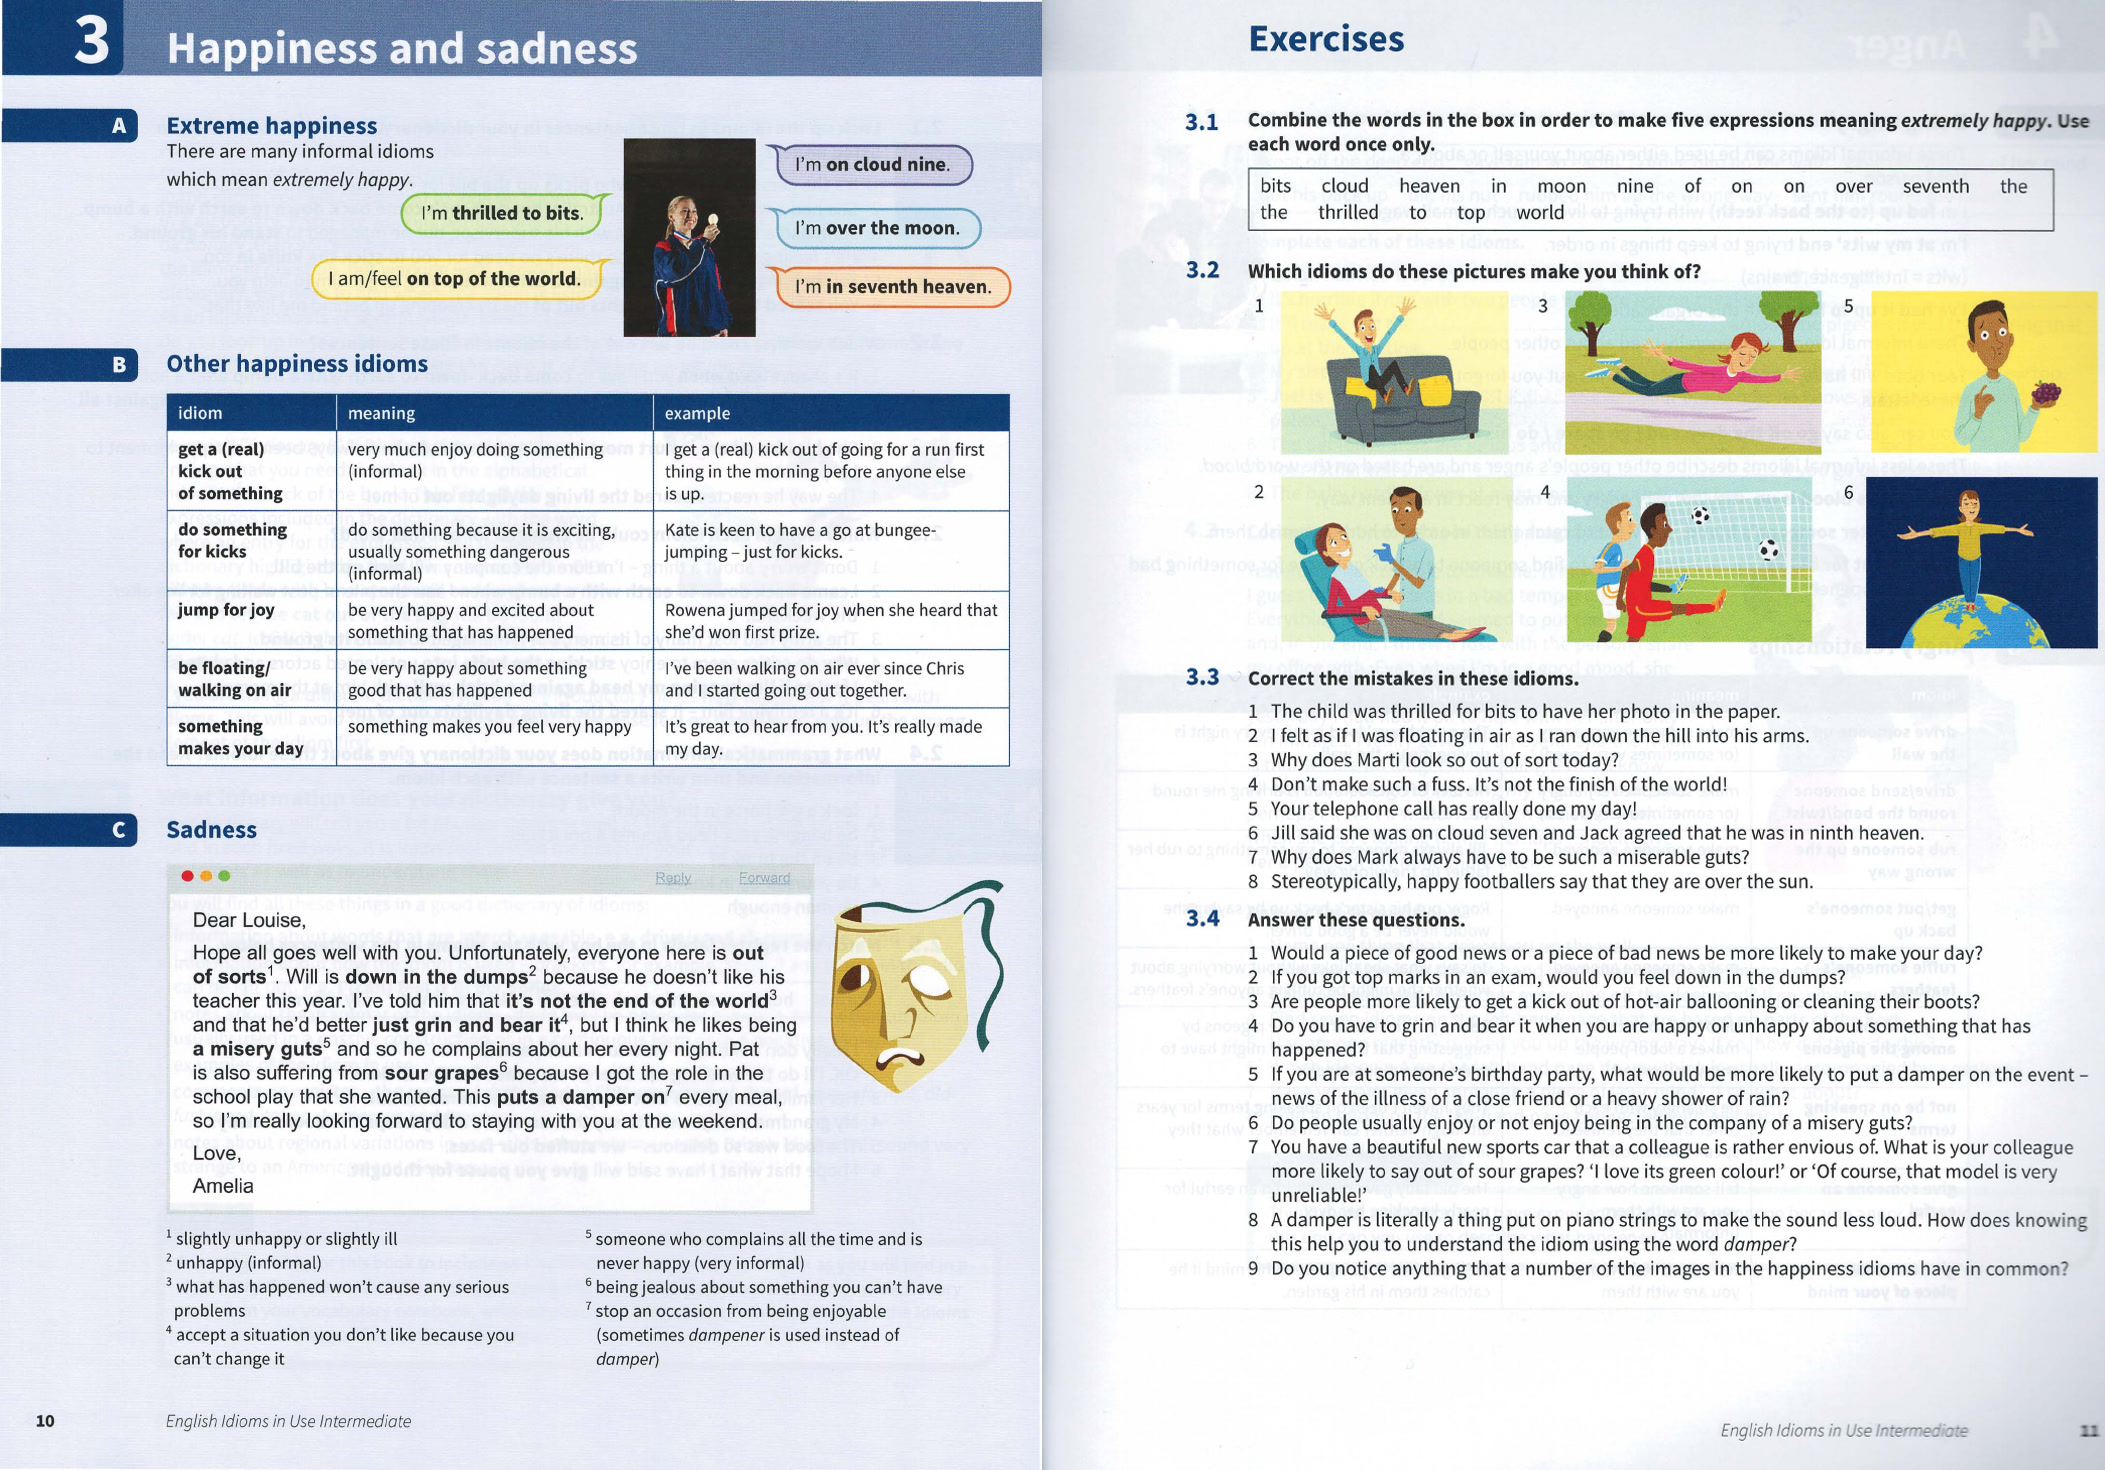 3
Happiness and sadness
A
Extreme happiness
There are many informal idioms
which mean extremely happy.
I'm thrilled to bits.
I am/feel on top of the world.
I'm on cloud nine.
I'm over the moon.
I'm in seventh heaven.
B
Other happiness idioms
idiom meaning example
get a (real)
kick out
of something
very much enjoy doing something
(informal)
I get a (real) kick out of going for a run first
thing in the morning before anyone else
is up.
do something
for kicks
do something because it is exciting,
usually something dangerous
(informal)
Kate is keen to have a go at bungee-
jumping – just for kicks.
jump for joy
be very happy and excited about
something that has happened
Rowena jumped for joy when she heard that
she'd won first prize.
be floating/
walking on air
be very happy about something
good that has happened
I've been walking on air ever since Chris
and I started going out together.
something
makes your day
something makes you feel very happy
It's great to hear from you. It's really made
my day.
C
Sadness
Reply Forward
Dear Louise,
Hope all goes well with you. Unfortunately, everyone here is out
of sorts¹. Will is down in the dumps² because he doesn't like his
teacher this year. I've told him that it's not the end of the world³
and that he'd better just grin and bear it⁴, but I think he likes being
a misery guts⁵ and so he complains about her every night. Pat
is also suffering from sour grapes⁶ because I got the role in the
school play that she wanted. This puts a damper on⁷ every meal,
so I'm really looking forward to staying with you at the weekend.
Love,
Amelia
¹ slightly unhappy or slightly ill
² unhappy (informal)
³ what has happened won't cause any serious
problems
⁴ accept a situation you don't like because you
can't change it
⁵ someone who complains all the time and is
never happy (very informal)
⁶ being jealous about something you can't have
⁷ stop an occasion from being enjoyable
(sometimes dampener is used instead of
damper)
10 English Idioms in Use Intermediate
Exercises
3.1 Combine the words in the box in order to make five expressions meaning extremely happy. Use
each word once only.
bits cloud heaven in moon nine of on on over seventh the
the thrilled to top world
3.2 Which idioms do these pictures make you think of?
1 3 5
2 4 6
3.3 Correct the mistakes in these idioms.
1 The child was thrilled for bits to have her photo in the paper.
2 I felt as if I was floating in air as I ran down the hill into his arms.
3 Why does Marti look so out of sort today?
4 Don't make such a fuss. It's not the finish of the world!
5 Your telephone call has really done my day!
6 Jill said she was on cloud seven and Jack agreed that he was in ninth heaven.
7 Why does Mark always have to be such a miserable guts?
8 Stereotypically, happy footballers say that they are over the sun.
3.4 Answer these questions.
1 Would a piece of good news or a piece of bad news be more likely to make your day?
2 If you got top marks in an exam, would you feel down in the dumps?
3 Are people more likely to get a kick out of hot-air ballooning or cleaning their boots?
4 Do you have to grin and bear it when you are happy or unhappy about something that has
happened?
5 If you are at someone's birthday party, what would be more likely to put a damper on the event –
news of the illness of a close friend or a heavy shower of rain?
6 Do people usually enjoy or not enjoy being in the company of a misery guts?
7 You have a beautiful new sports car that a colleague is rather envious of. What is your colleague
more likely to say out of sour grapes? 'I love its green colour!' or 'Of course, that model is very
unreliable!'
8 A damper is literally a thing put on piano strings to make the sound less loud. How does knowing
this help you to understand the idiom using the word damper?
9 Do you notice anything that a number of the images in the happiness idioms have in common?
English Idioms in Use Intermediate 11